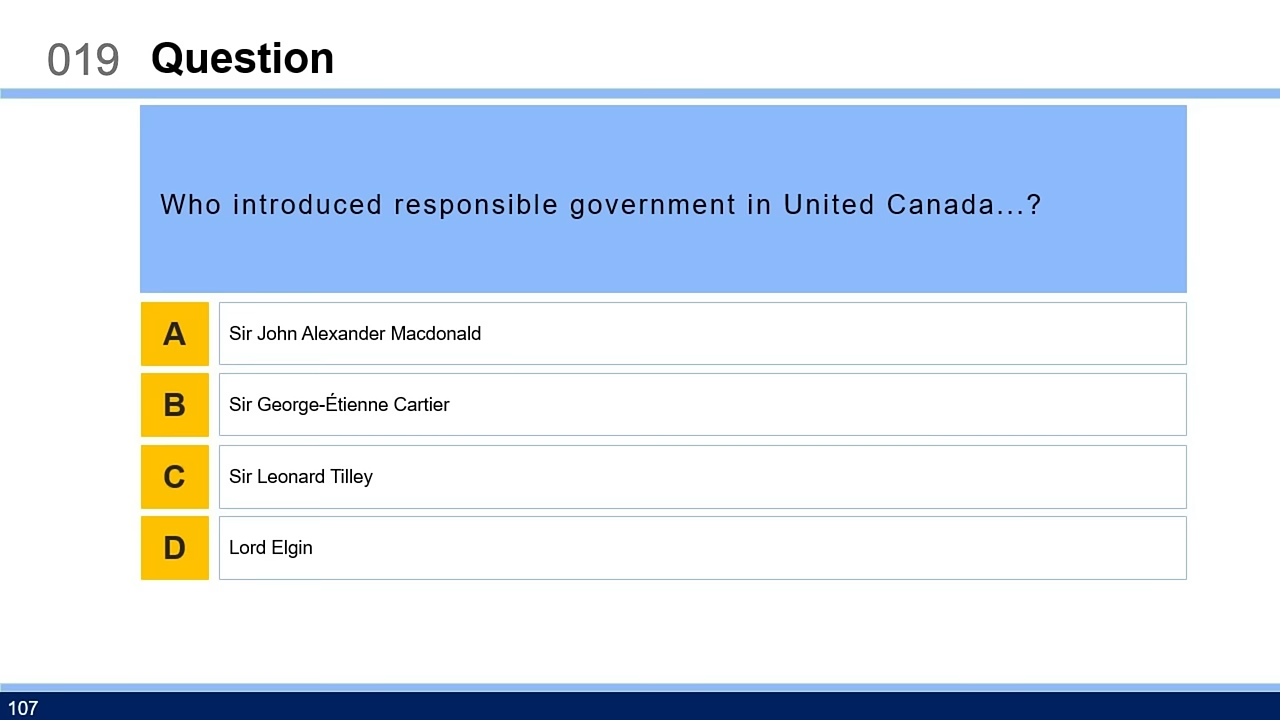 019 Question
Who introduced responsible government in United Canada...?
A Sir John Alexander Macdonald
B Sir George-Étienne Cartier
C Sir Leonard Tilley
D Lord Elgin
107